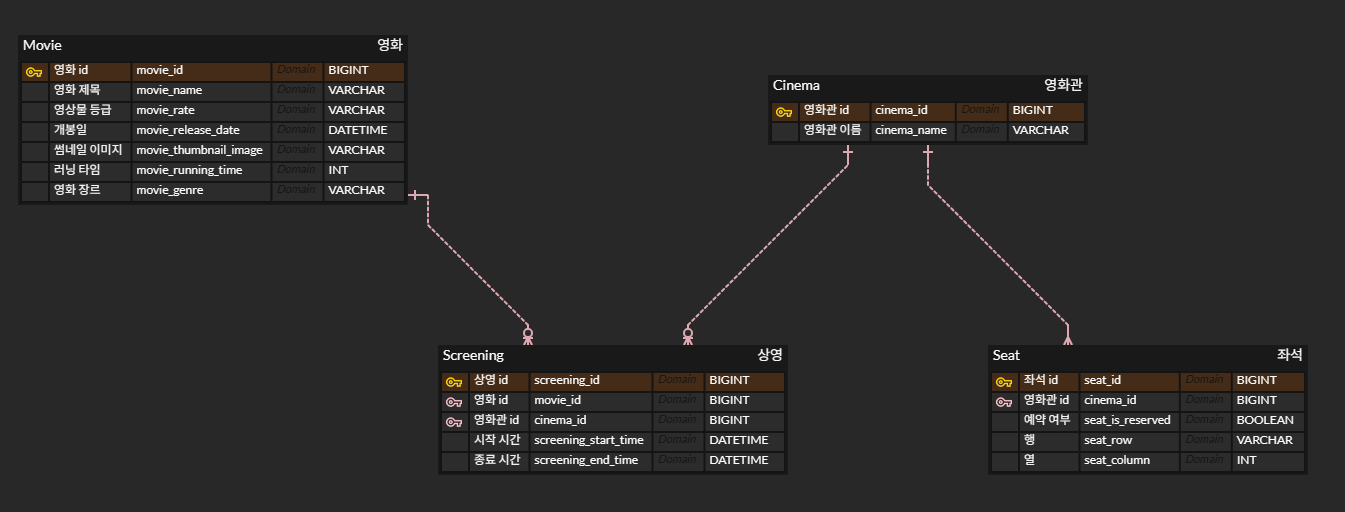 Movie 영화
영화 id movie_id Domain BIGINT
영화 제목 movie_name Domain VARCHAR
영상물 등급 movie_rate Domain VARCHAR
개봉일 movie_release_date Domain DATETIME
썸네일 이미지 movie_thumbnail_image Domain VARCHAR
러닝 타임 movie_running_time Domain INT
영화 장르 movie_genre Domain VARCHAR
Cinema 영화관
영화관 id cinema_id Domain BIGINT
영화관 이름 cinema_name Domain VARCHAR
Screening 상영
상영 id screening_id Domain BIGINT
영화 id movie_id Domain BIGINT
영화관 id cinema_id Domain BIGINT
시작 시간 screening_start_time Domain DATETIME
종료 시간 screening_end_time Domain DATETIME
Seat 좌석
좌석 id seat_id Domain BIGINT
영화관 id cinema_id Domain BIGINT
예약 여부 seat_is_reserved Domain BOOLEAN
행 seat_row Domain VARCHAR
열 seat_column Domain INT